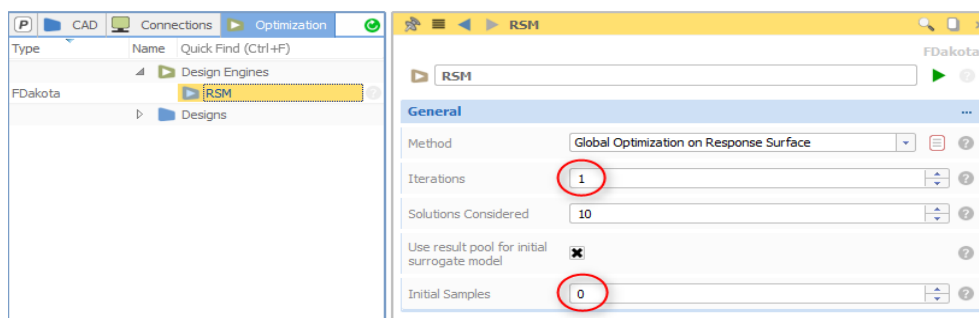 P CAD Connections Optimization
Type Name Quick Find (Ctrl+F)
Design Engines
FDakota RSM
Designs
RSM
FDakota
RSM
General ...
Method Global Optimization on Response Surface
Iterations 1
Solutions Considered 10
Use result pool for initial
surrogate model
Initial Samples 0